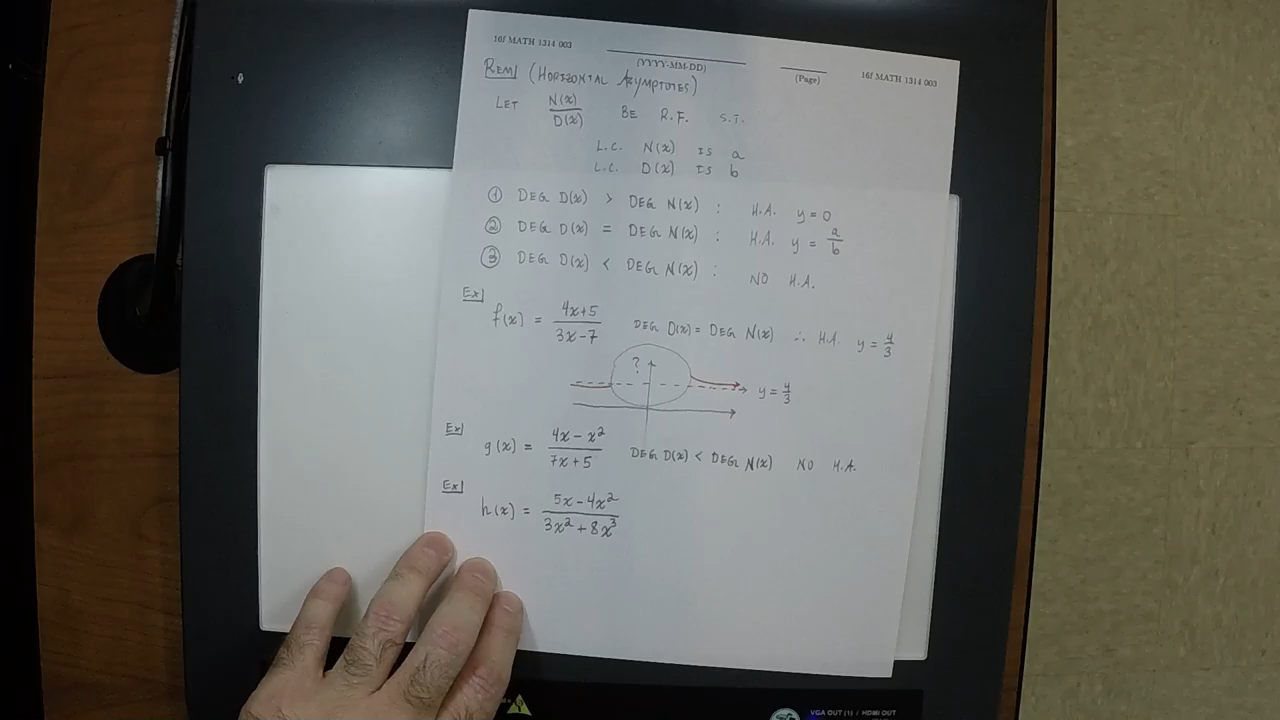 16f MATH 1314 003
(YYYY-MM-DD)
(Page)
16f MATH 1314 003
REM (HORIZONTAL ASYMPTOTES)
LET N(x)/D(x) BE R.F. S.T.
L.C. N(x) IS a
L.C. D(x) IS b
① DEG D(x) > DEG N(x) : H.A. y = 0
② DEG D(x) = DEG N(x) : H.A. y = a/b
③ DEG D(x) < DEG N(x) : NO H.A.
Ex
f(x) = (4x+5)/(3x-7) DEG D(x) = DEG N(x) ∴ H.A. y = 4/3
?
y = 4/3
Ex
g(x) = (4x - x²)/(7x+5) DEG D(x) < DEG N(x) NO H.A.
Ex
h(x) = (5x - 4x²)/(3x² + 8x³)
VGA OUT (1) / HDMI OUT